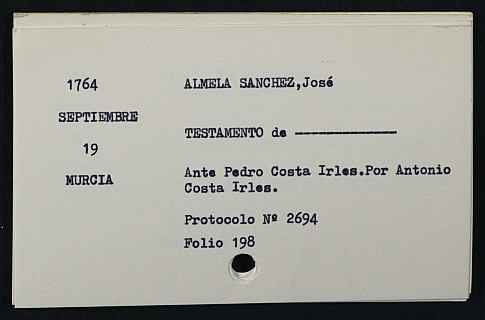 1764
ALMELA SANCHEZ,José
SEPTIEMBRE
TESTAMENTO de ---------------
19
MURCIA
Ante Pedro Costa Irles.Por Antonio
Costa Irles.
Protocolo Nº 2694
Folio 198